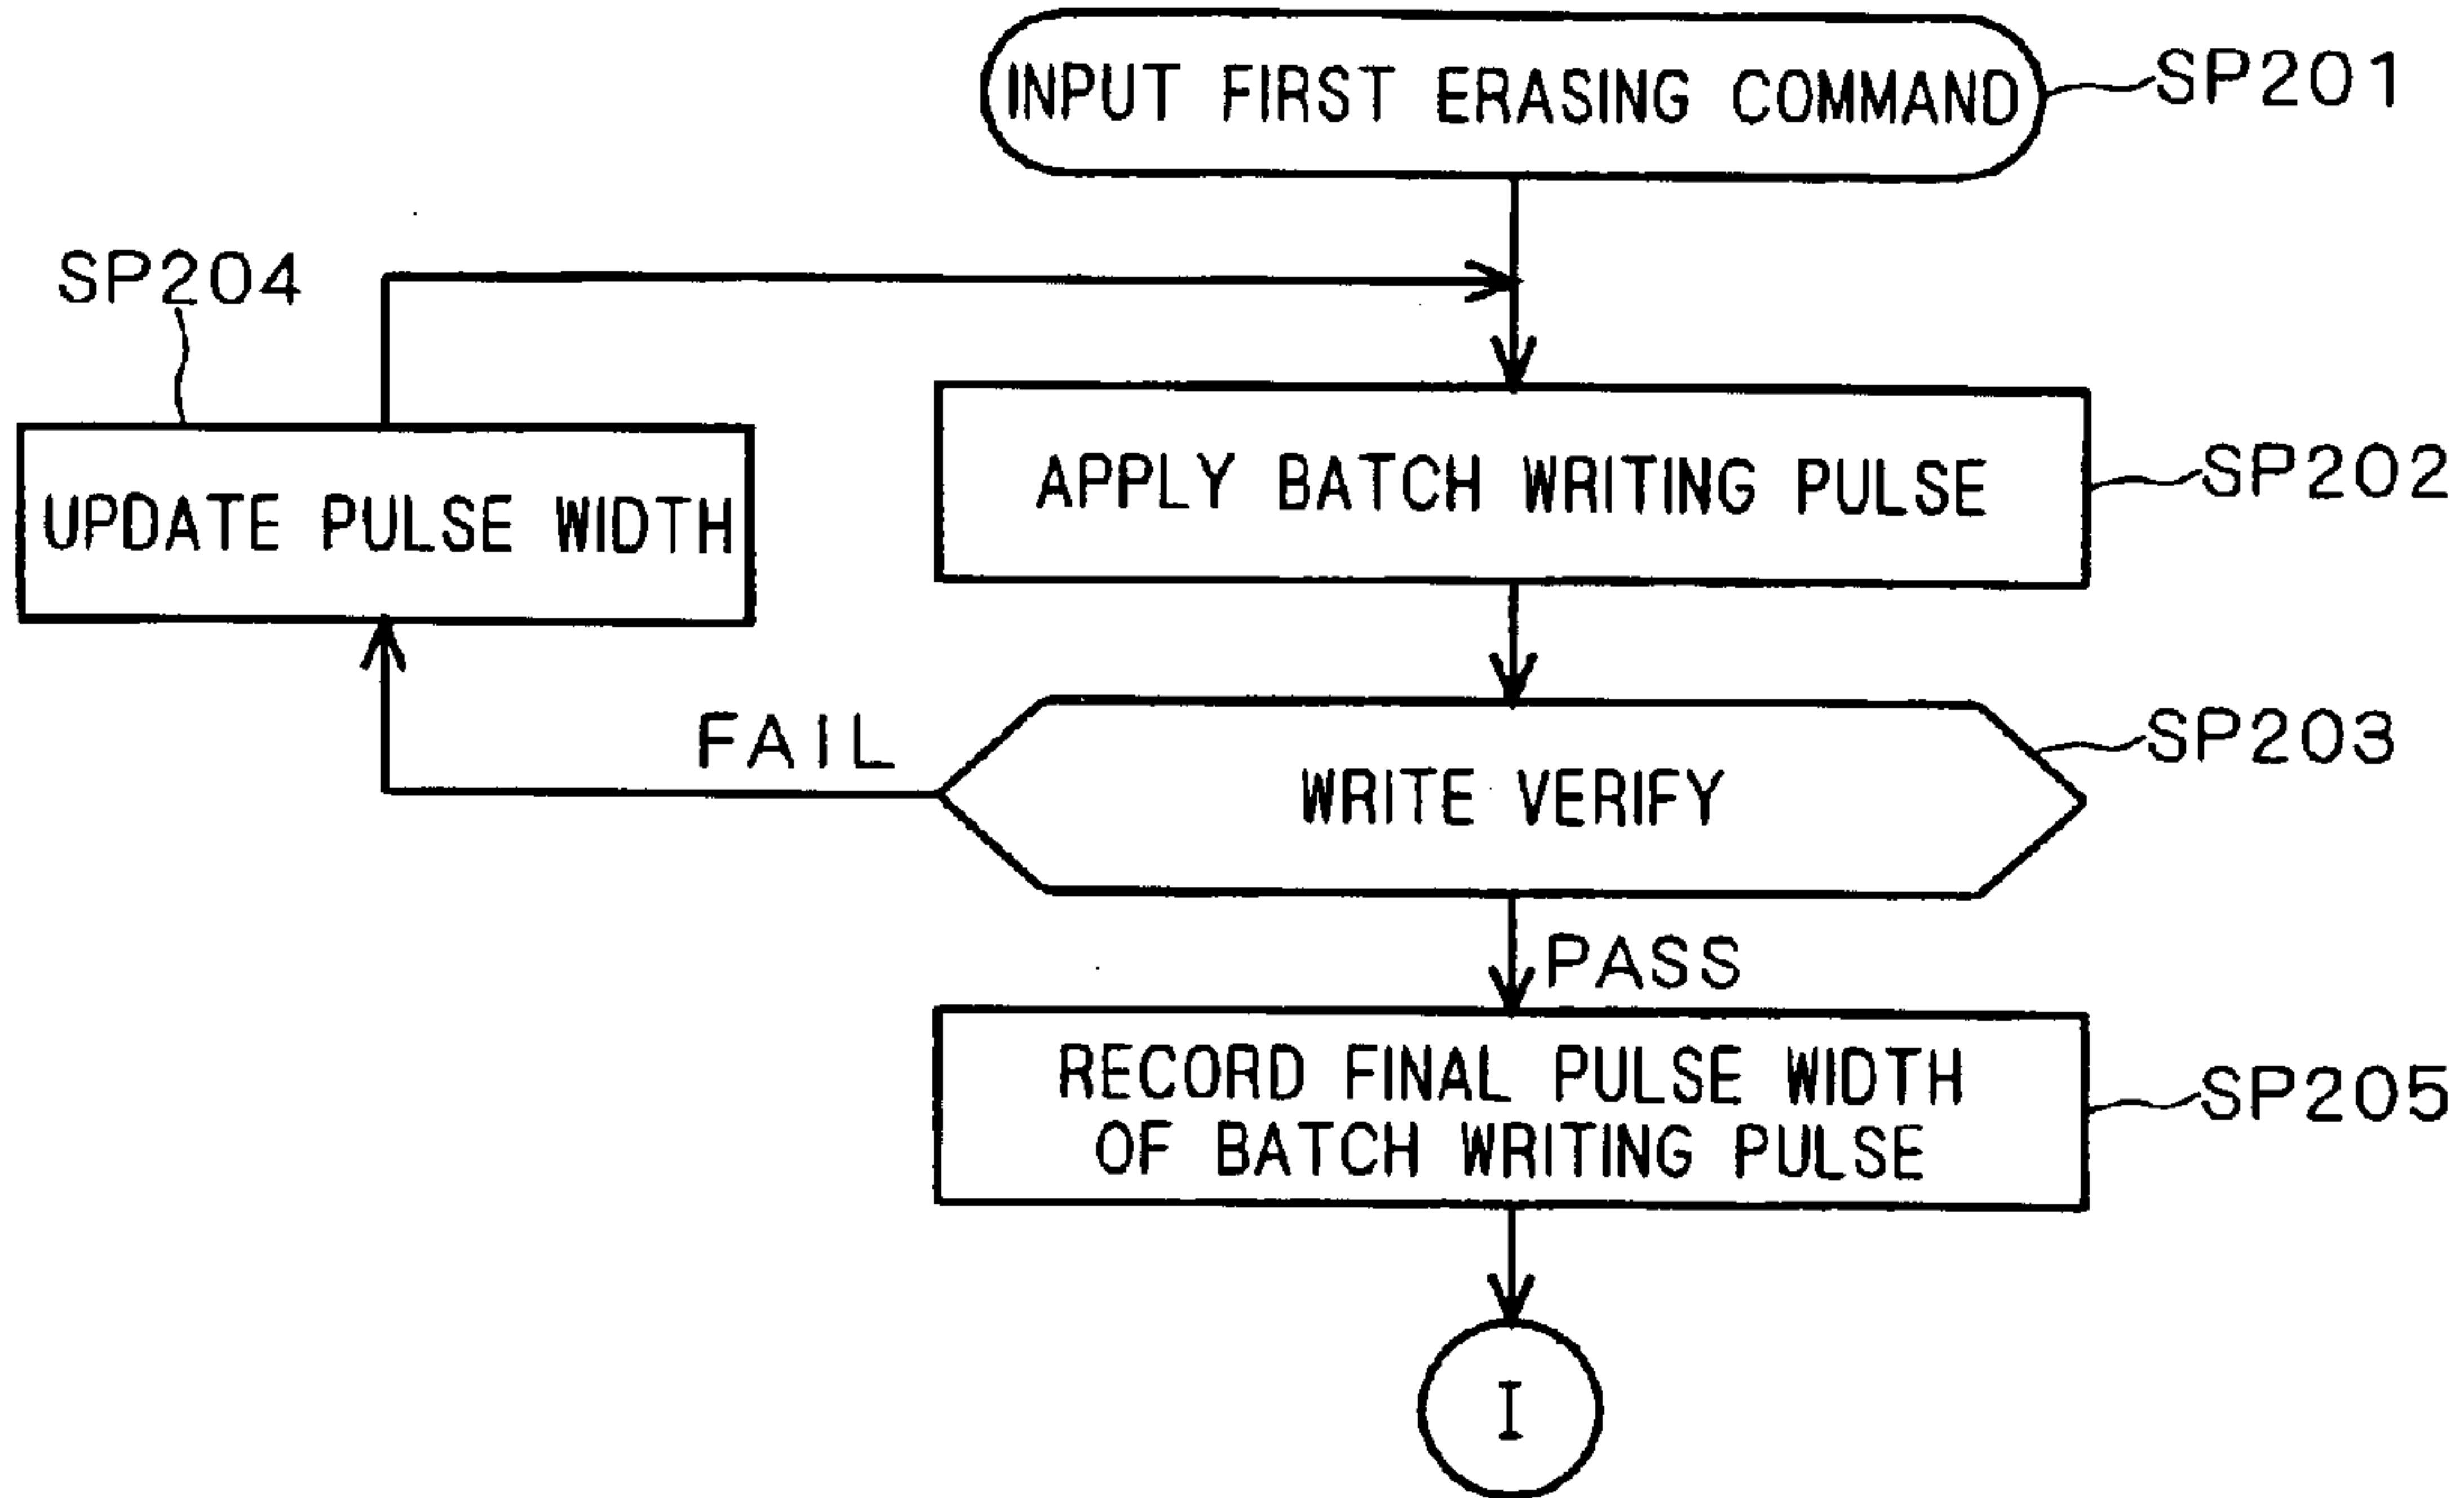 INPUT FIRST ERASING COMMAND
SP201
SP204
UPDATE PULSE WIDTH
APPLY BATCH WRITING PULSE
SP202
FAIL
WRITE VERIFY
SP203
PASS
RECORD FINAL PULSE WIDTH
OF BATCH WRITING PULSE
SP205
I